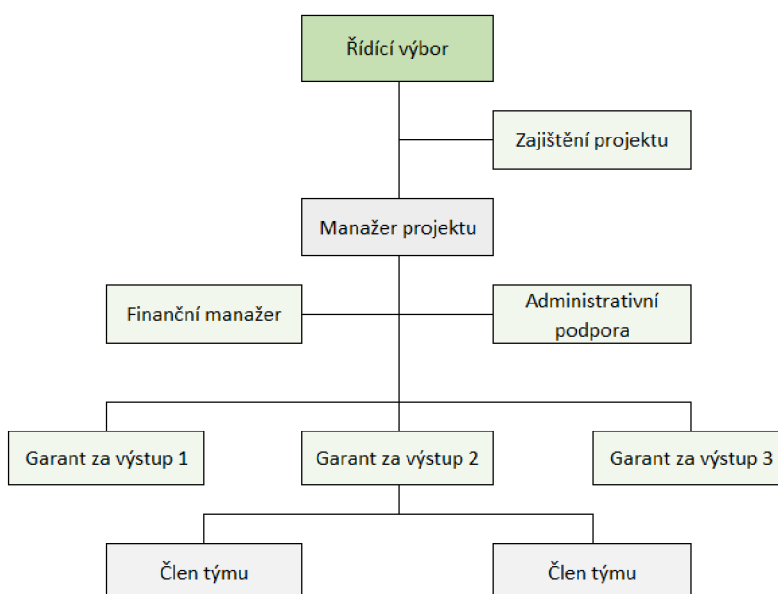 Řídící výbor
Zajištění projektu
Manažer projektu
Finanční manažer
Administrativní
podpora
Garant za výstup 1
Garant za výstup 2
Garant za výstup 3
Člen týmu
Člen týmu